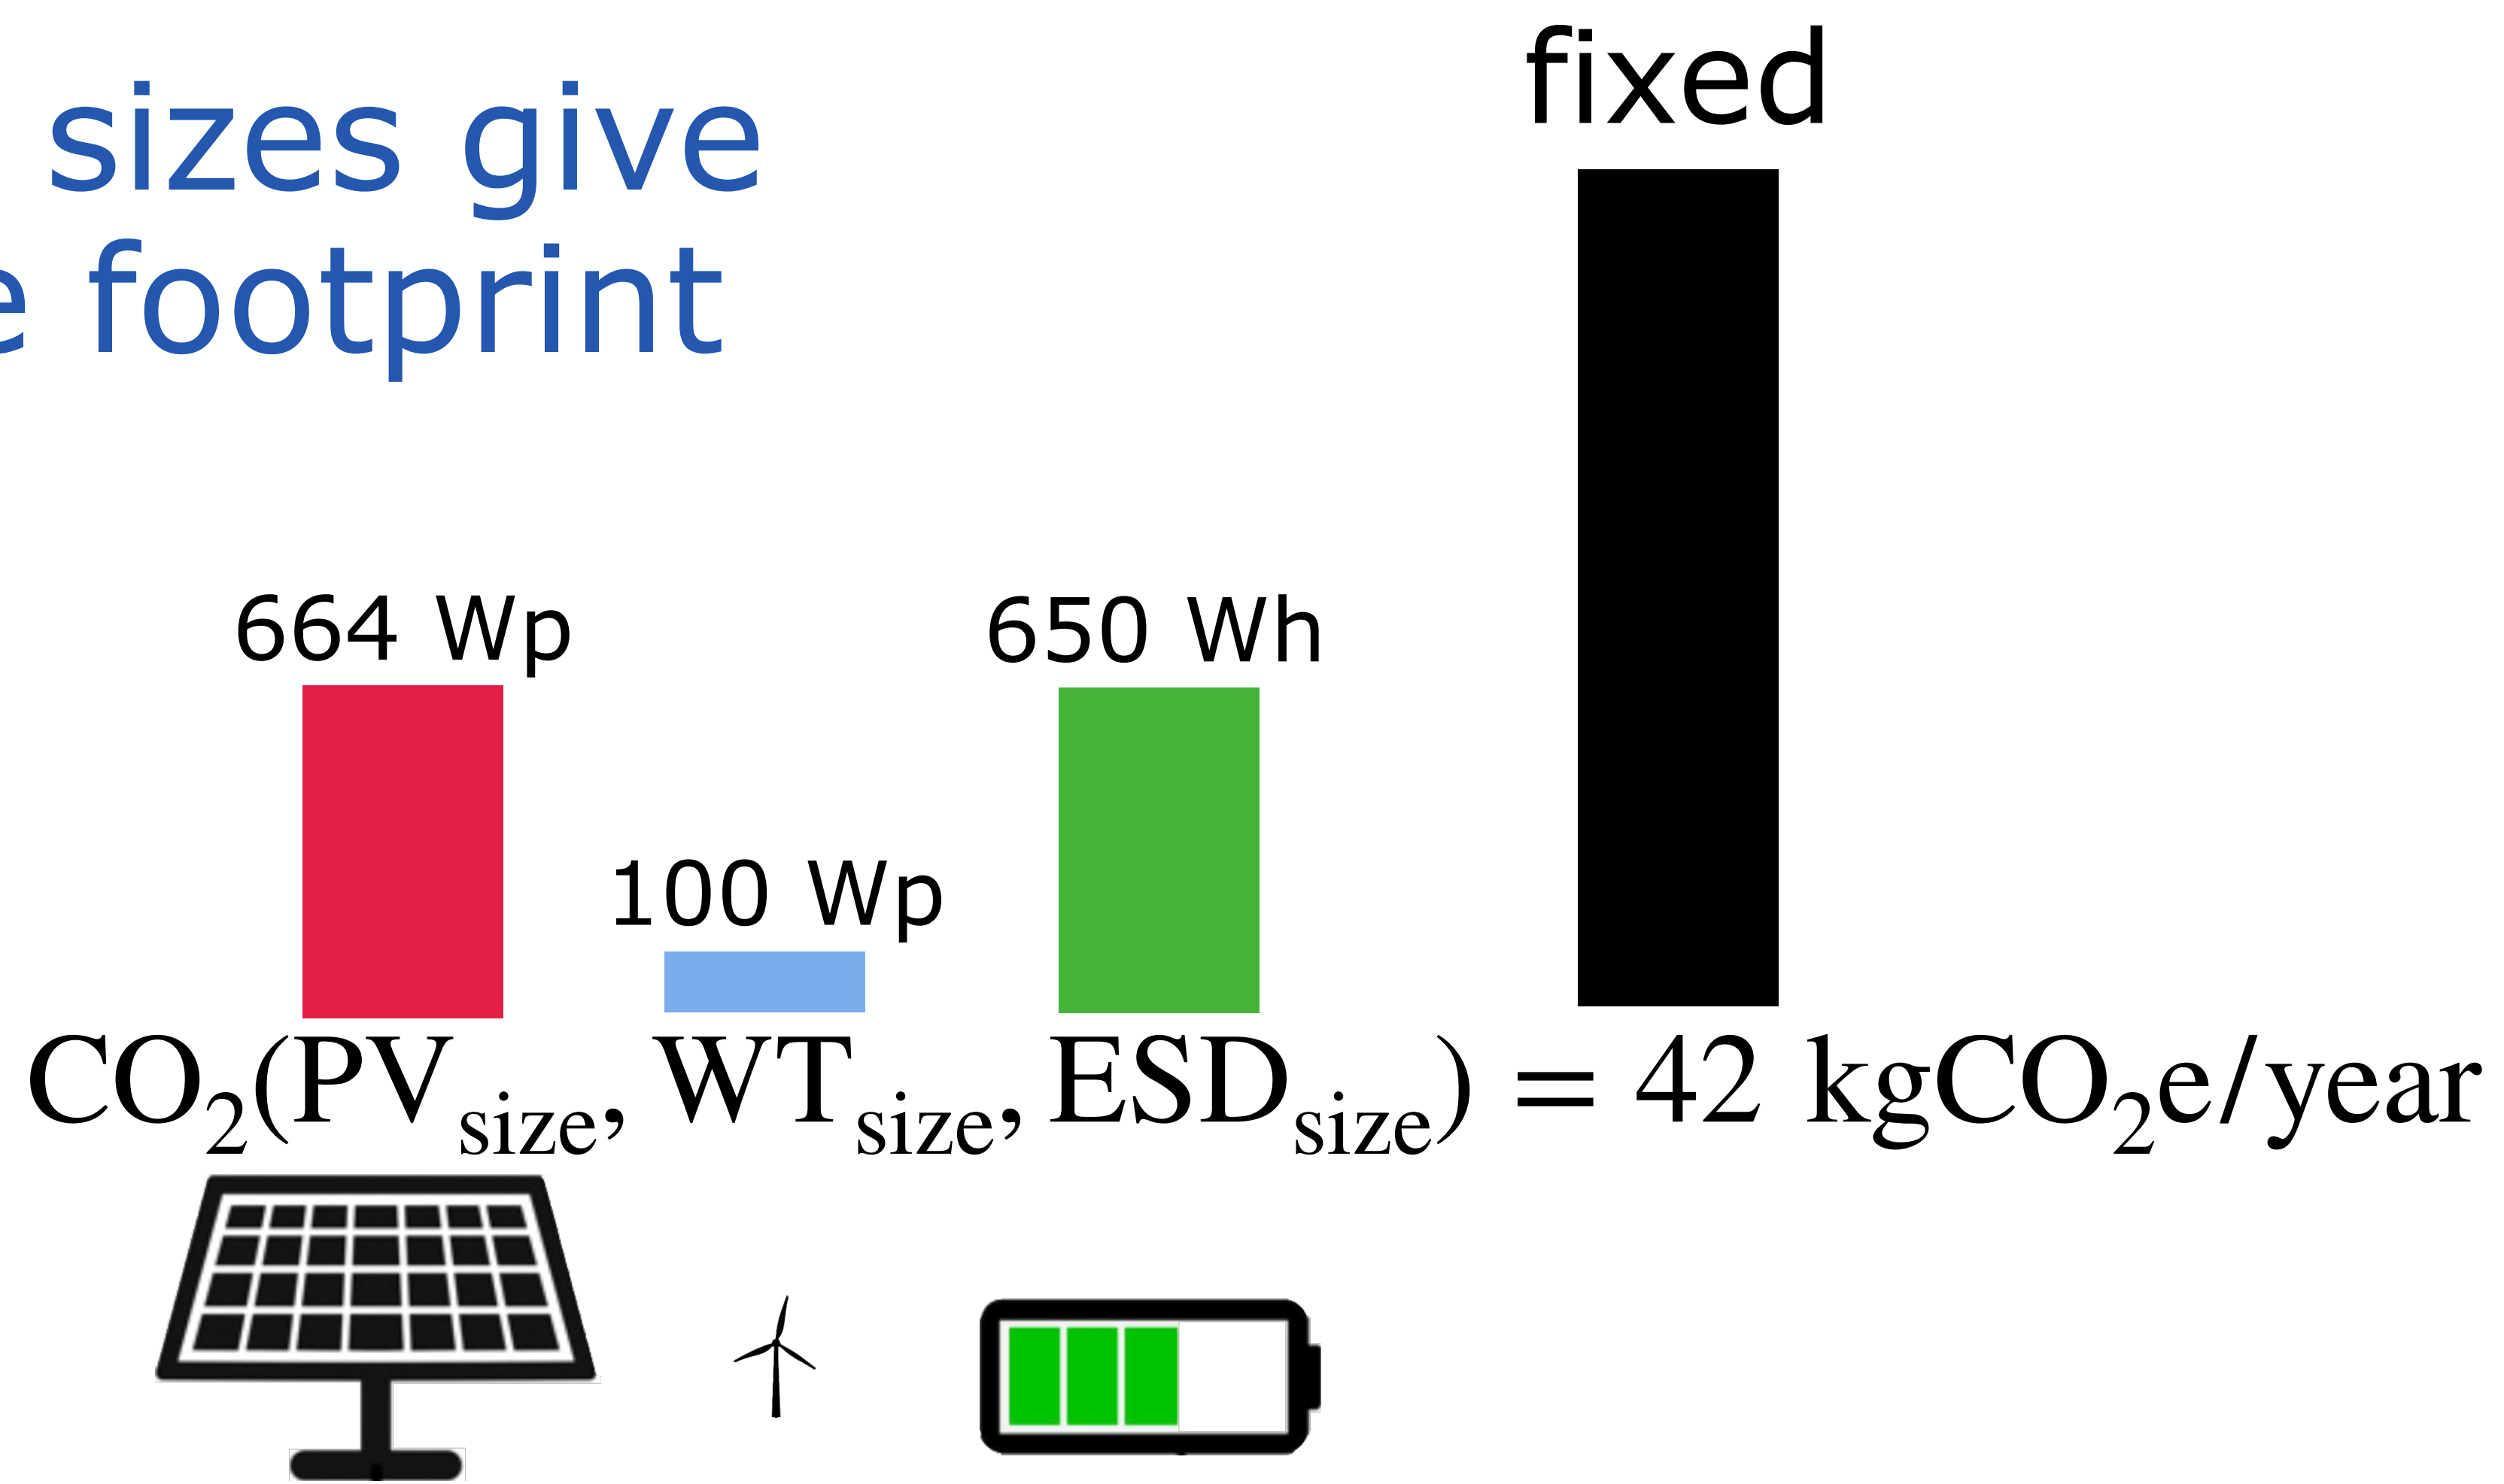 sizes give
e footprint
fixed
664 Wp
650 Wh
100 Wp
CO₂(PVsize, WTsize, ESDsize) = 42 kgCO₂e/year